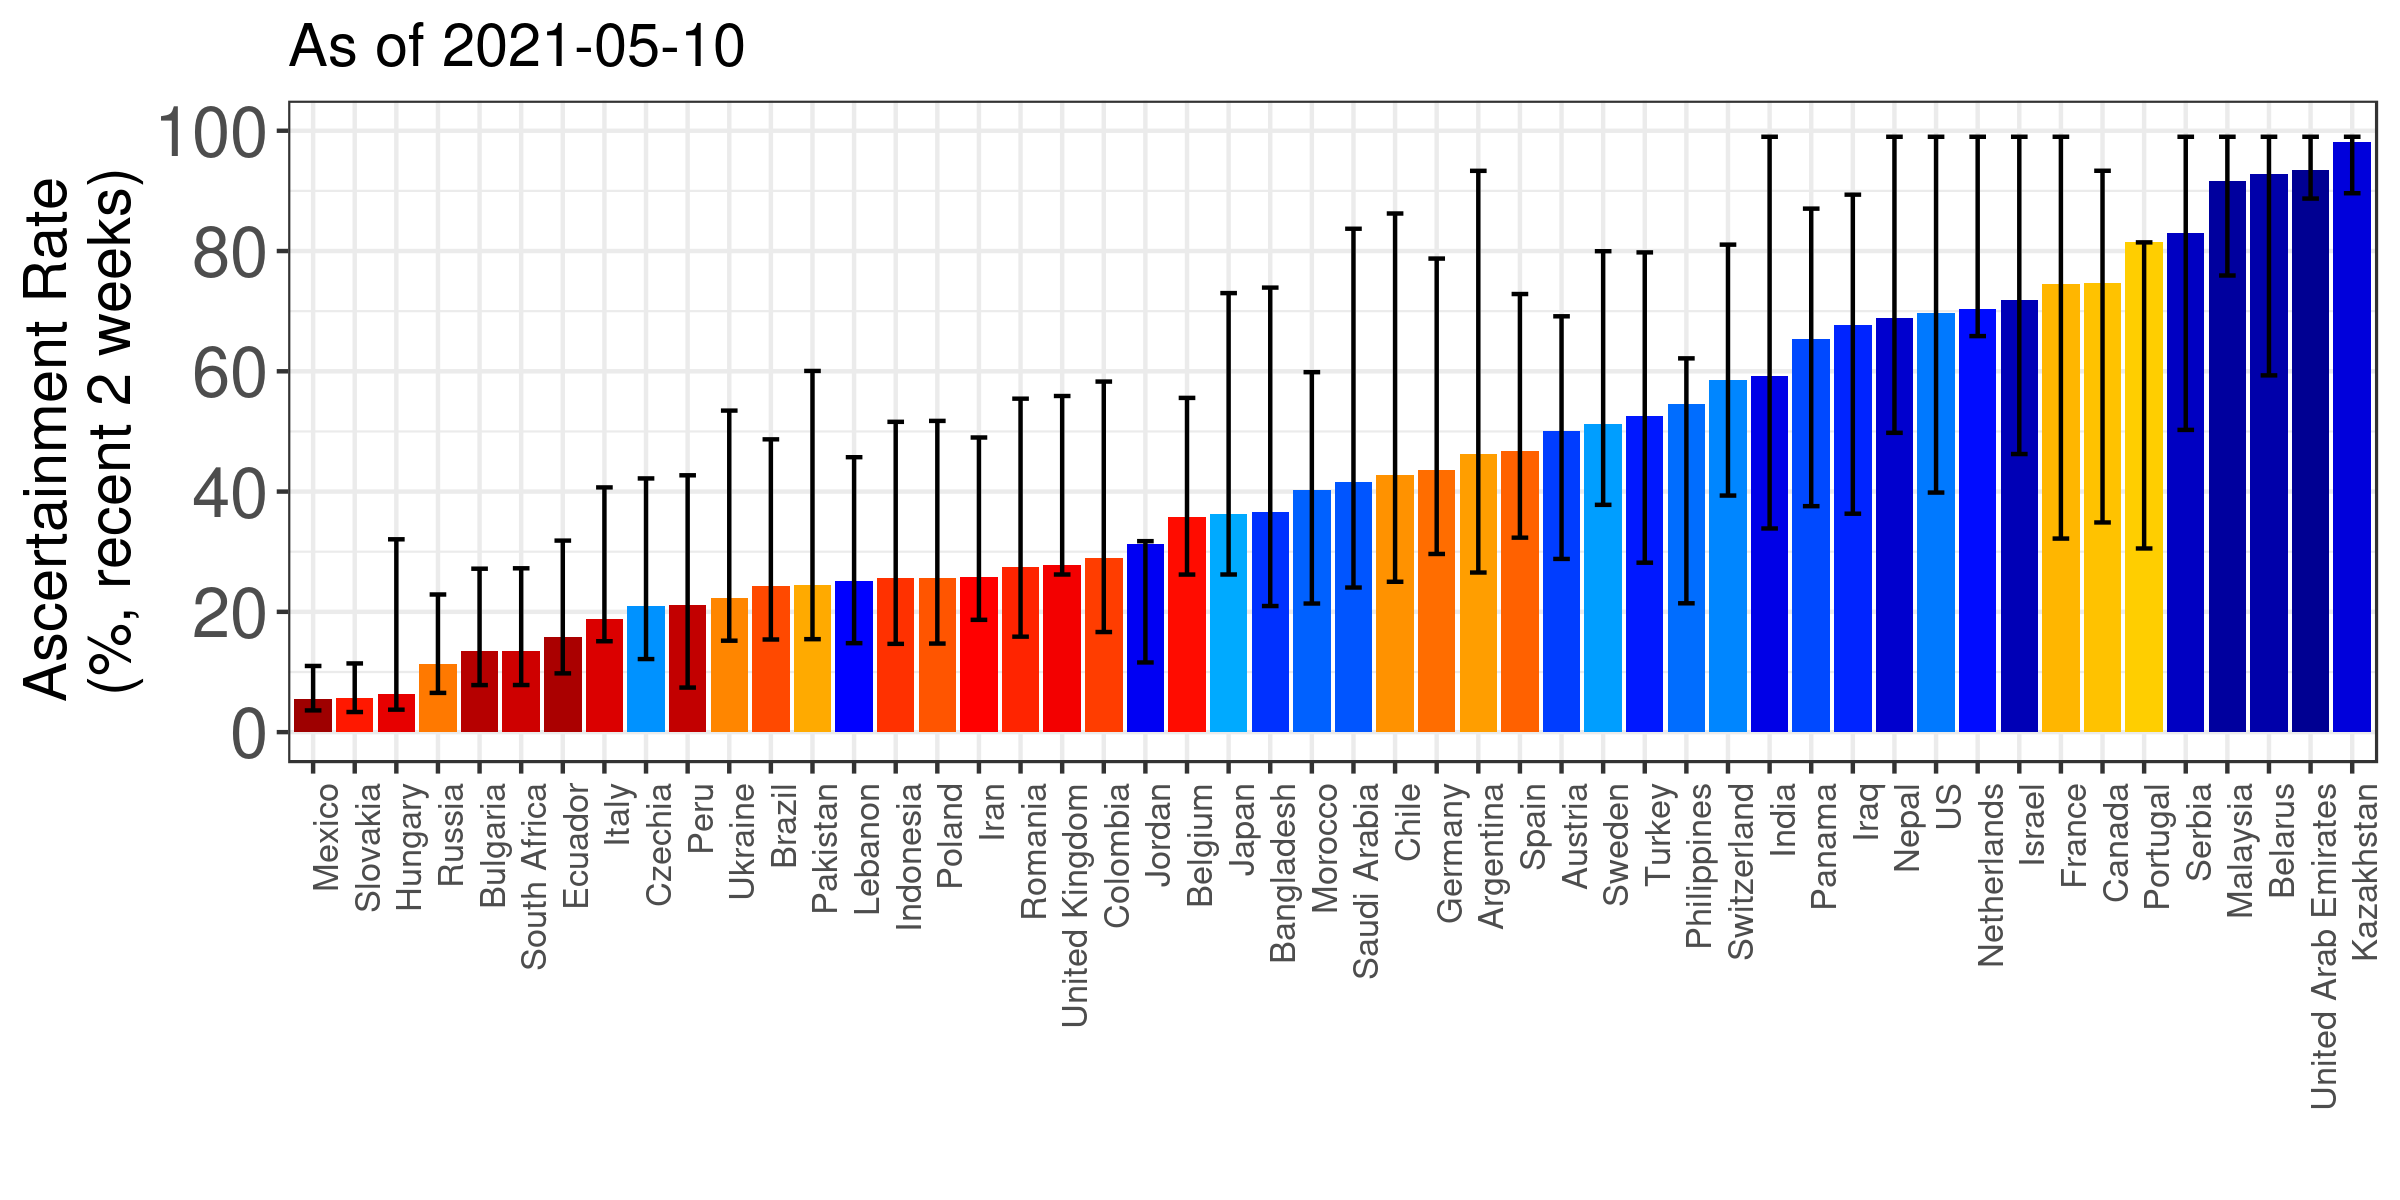 As of 2021-05-10
Ascertainment Rate
(%, recent 2 weeks)
100
80
60
40
20
0
Mexico
Slovakia
Hungary
Russia
Bulgaria
South Africa
Ecuador
Italy
Czechia
Peru
Ukraine
Brazil
Pakistan
Lebanon
Indonesia
Poland
Iran
Romania
United Kingdom
Colombia
Jordan
Belgium
Japan
Bangladesh
Morocco
Saudi Arabia
Chile
Germany
Argentina
Spain
Austria
Sweden
Turkey
Philippines
Switzerland
India
Panama
Iraq
Nepal
US
Netherlands
Israel
France
Canada
Portugal
Serbia
Malaysia
Belarus
United Arab Emirates
Kazakhstan